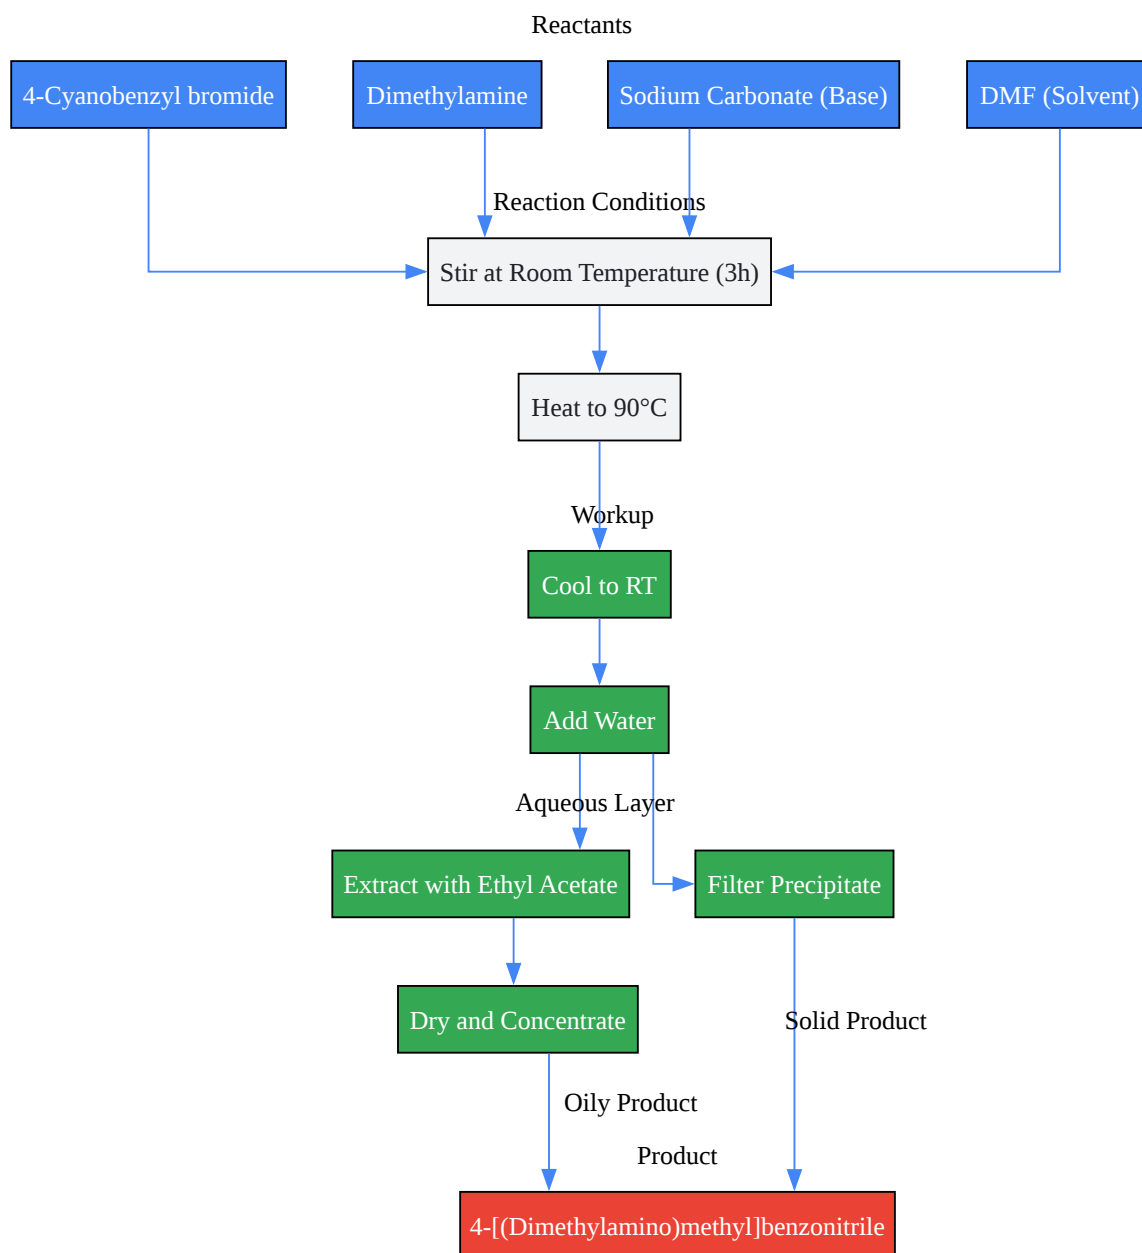 Reactants
4-Cyanobenzyl bromide
Dimethylamine
Sodium Carbonate (Base)
DMF (Solvent)
Reaction Conditions
Stir at Room Temperature (3h)
Heat to 90°C
Workup
Cool to RT
Add Water
Aqueous Layer
Extract with Ethyl Acetate
Filter Precipitate
Dry and Concentrate
Solid Product
Oily Product
Product
4-[(Dimethylamino)methyl]benzonitrile